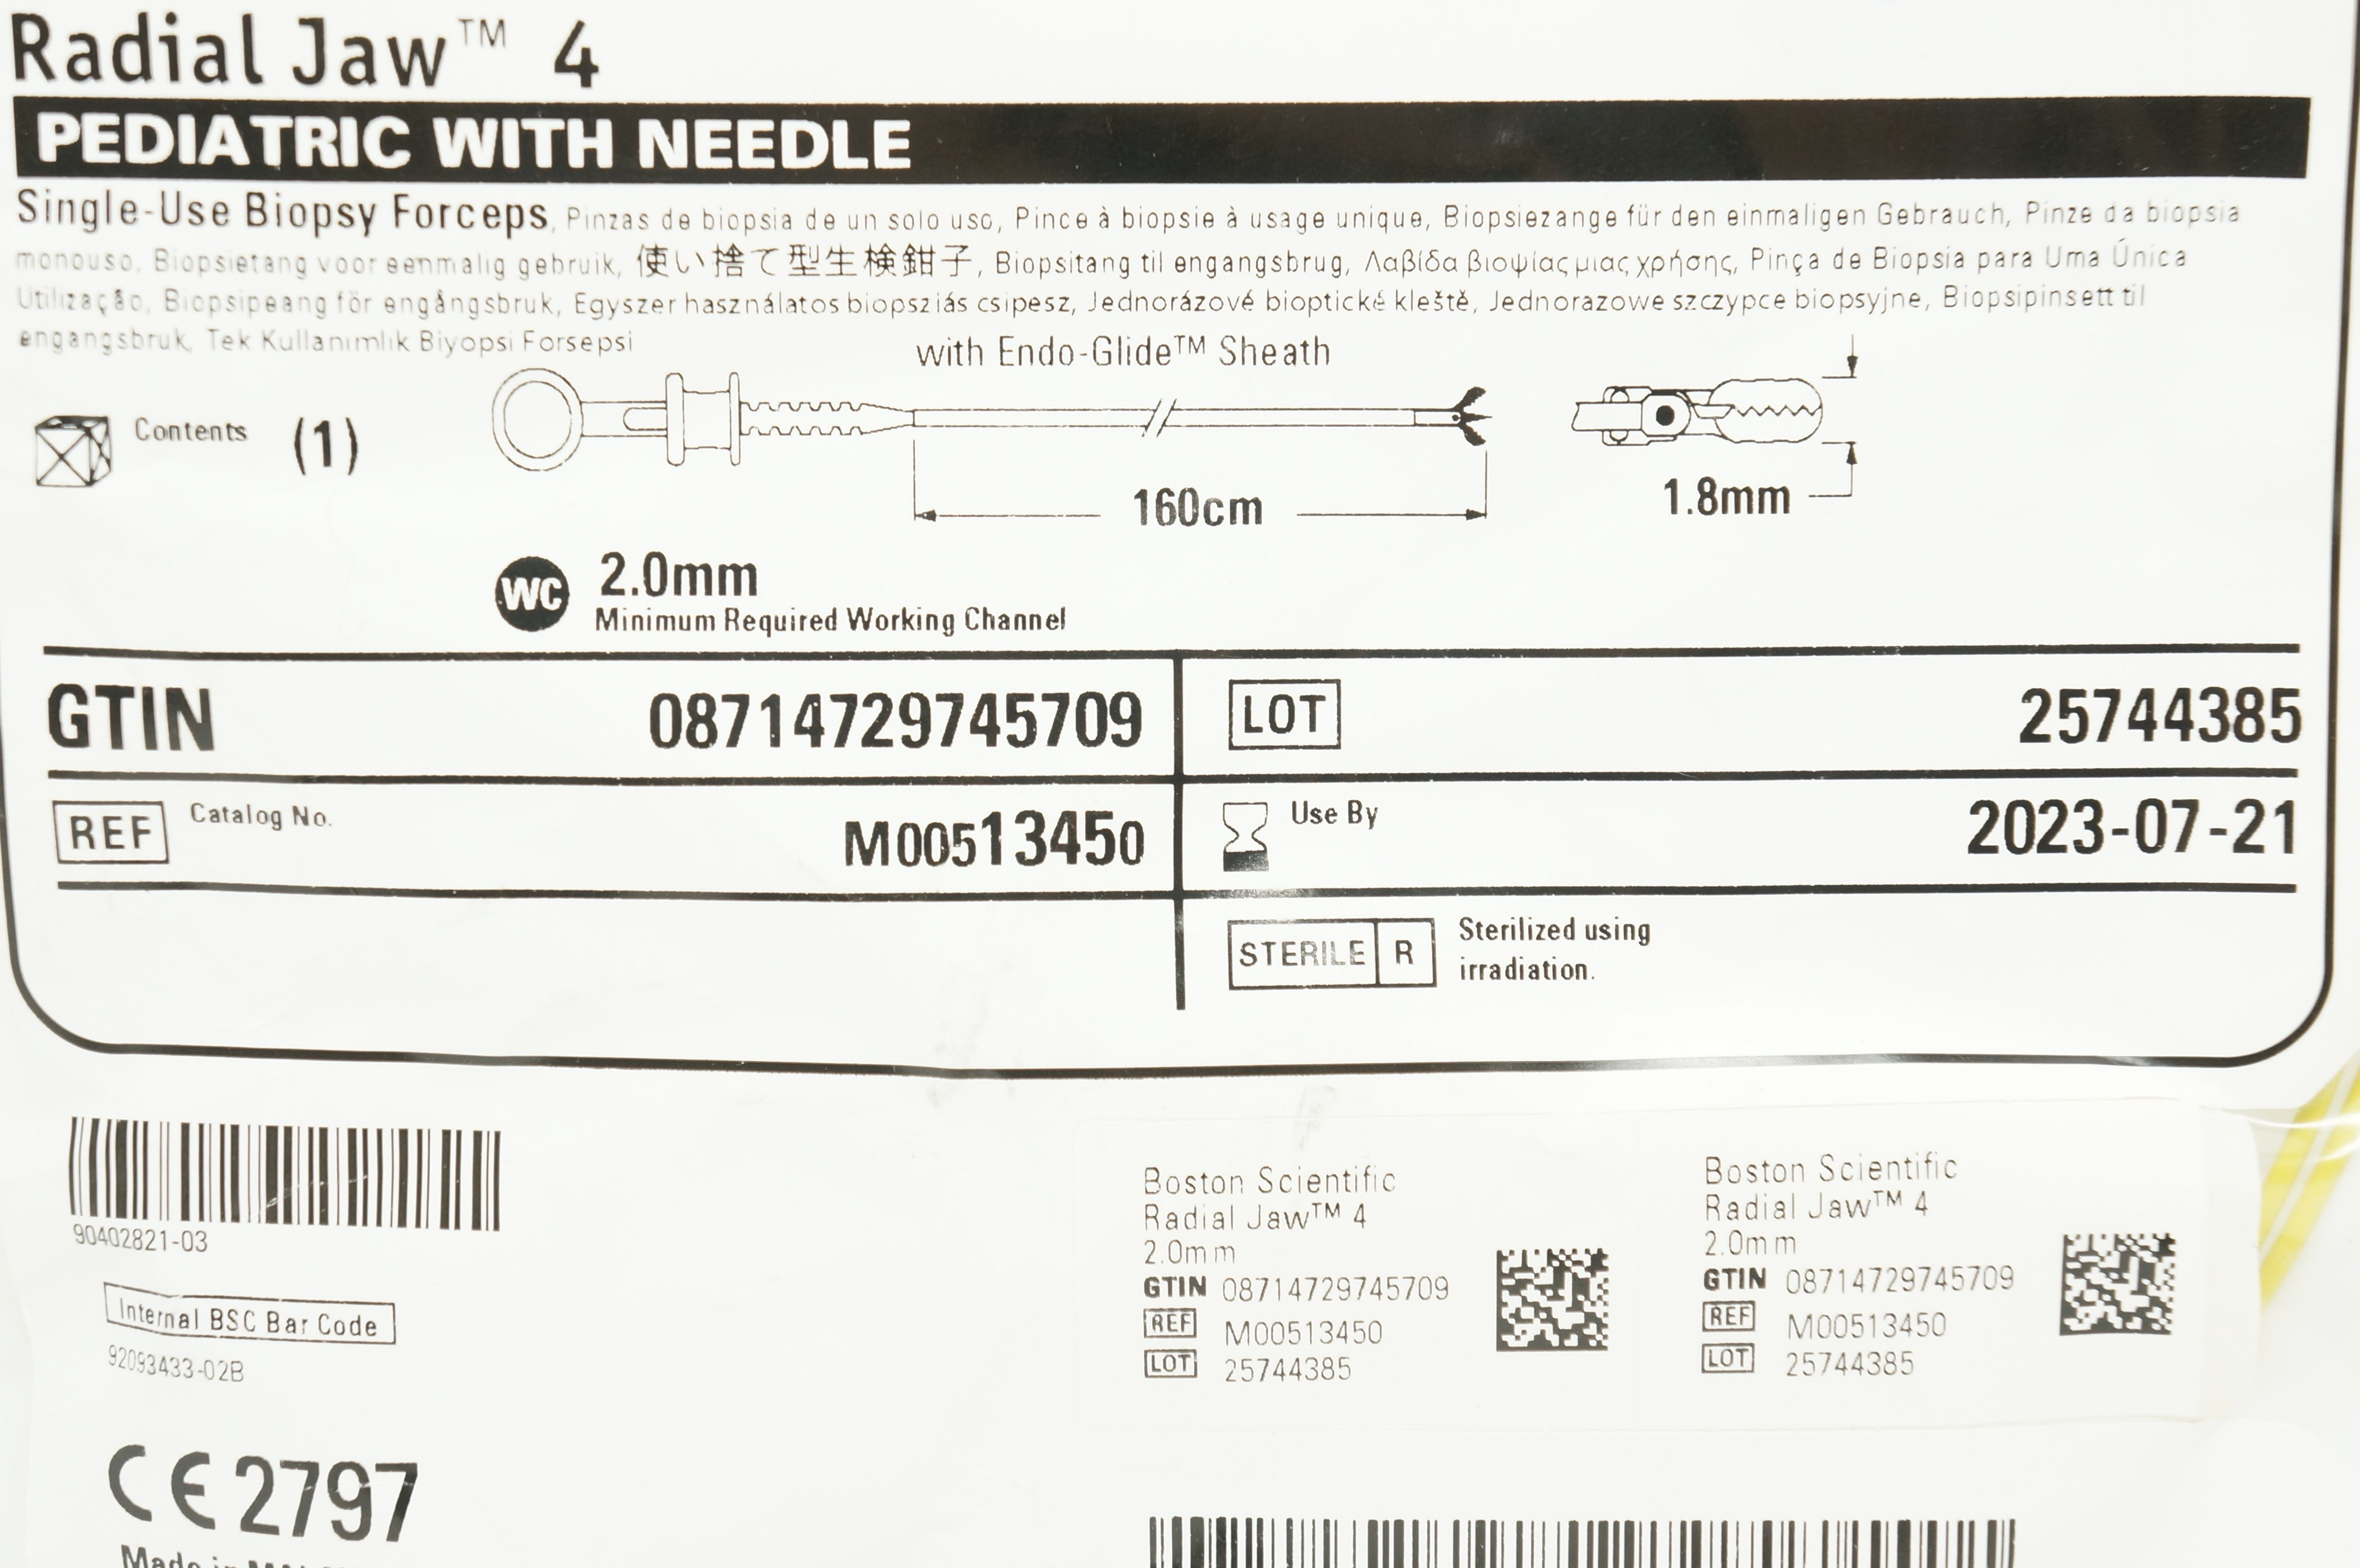 Radial Jaw™ 4
PEDIATRIC WITH NEEDLE
Single-Use Biopsy Forceps, Pinzas de biopsia de un solo uso, Pince à biopsie à usage unique, Biopsiezange für den einmaligen Gebrauch, Pinze da biopsia
monouso, Biopsietang voor eenmalig gebruik, 使い捨て型生検鉗子, Biopsitang til engangsbrug, Λαβίδα βιοψίας μιας χρήσης, Pinça de Biopsia para Uma Única
Utilização, Biopsipeang för engångsbruk, Egyszer használatos biopsziás csipesz, Jednorázové bioptické kleště, Jednorazowe szczypce biopsyjne, Biopsipinsett til
engangsbruk, Tek Kullanımlık Biyopsi Forsepsi
with Endo-Glide™ Sheath
Contents (1)
160cm
1.8mm
WC 2.0mm
Minimum Required Working Channel
GTIN 08714729745709
LOT 25744385
REF Catalog No. M00513450
Use By 2023-07-21
STERILE R Sterilized using
irradiation.
90402821-03
Internal BSC Bar Code
92093433-02B
CE 2797
Made in
Boston Scientific
Radial Jaw™ 4
2.0mm
GTIN 08714729745709
REF M00513450
LOT 25744385
Boston Scientific
Radial Jaw™ 4
2.0mm
GTIN 08714729745709
REF M00513450
LOT 25744385